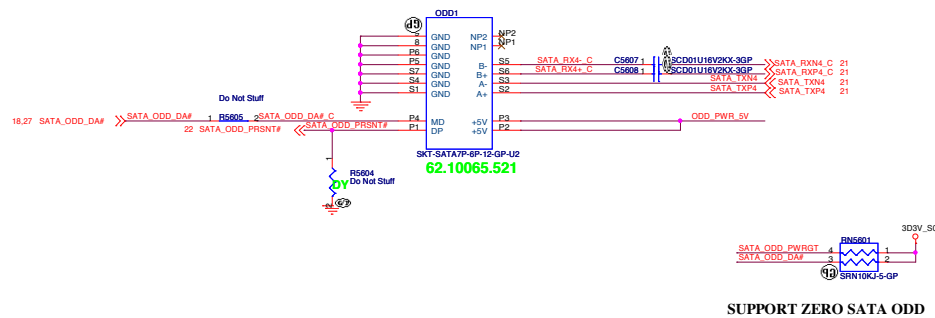 ODD1
GND
GND
GND
GND
GND
GND
GND
8
P6
P5
S7
S4
S1
NP2
NP1
NP2
NP1
B-
B+
A-
A+
S5
S6
S3
S2
SATA_RX4-_C
SATA_RX4+_C
C5607 1
C5608 1
SCD01U16V2KX-3GP
SCD01U16V2KX-3GP
SATA_RXN4_C 21
SATA_RXP4_C 21
SATA_TXN4
SATA_TXN4 21
SATA_TXP4
SATA_TXP4 21
Do Not Stuff
18,27 SATA_ODD_DA#
SATA_ODD_DA#
1 R5605 2
SATA_ODD_DA#_C
22 SATA_ODD_PRSNT#
SATA_ODD_PRSNT#
P4
P1
MD
DP
+5V
+5V
P3
P2
ODD_PWR_5V
SKT-SATA7P-6P-12-GP-U2
62.10065.521
1
R5604
DY
Do Not Stuff
2
3D3V_S0
SATA_ODD_PWRGT
SATA_ODD_DA#
RN5601
4
3
1
2
SRN10KJ-5-GP
SUPPORT ZERO SATA ODD